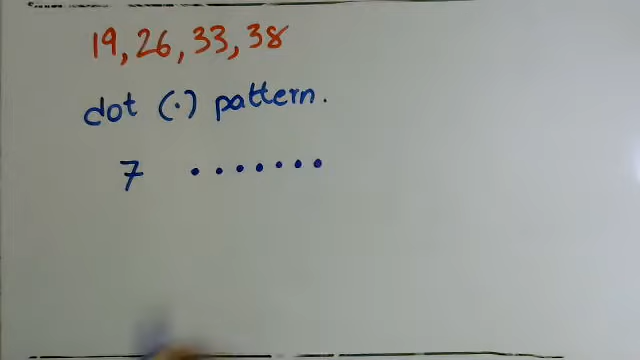 19, 26, 33, 38
dot (·) pattern.
7 · · · · · · ·